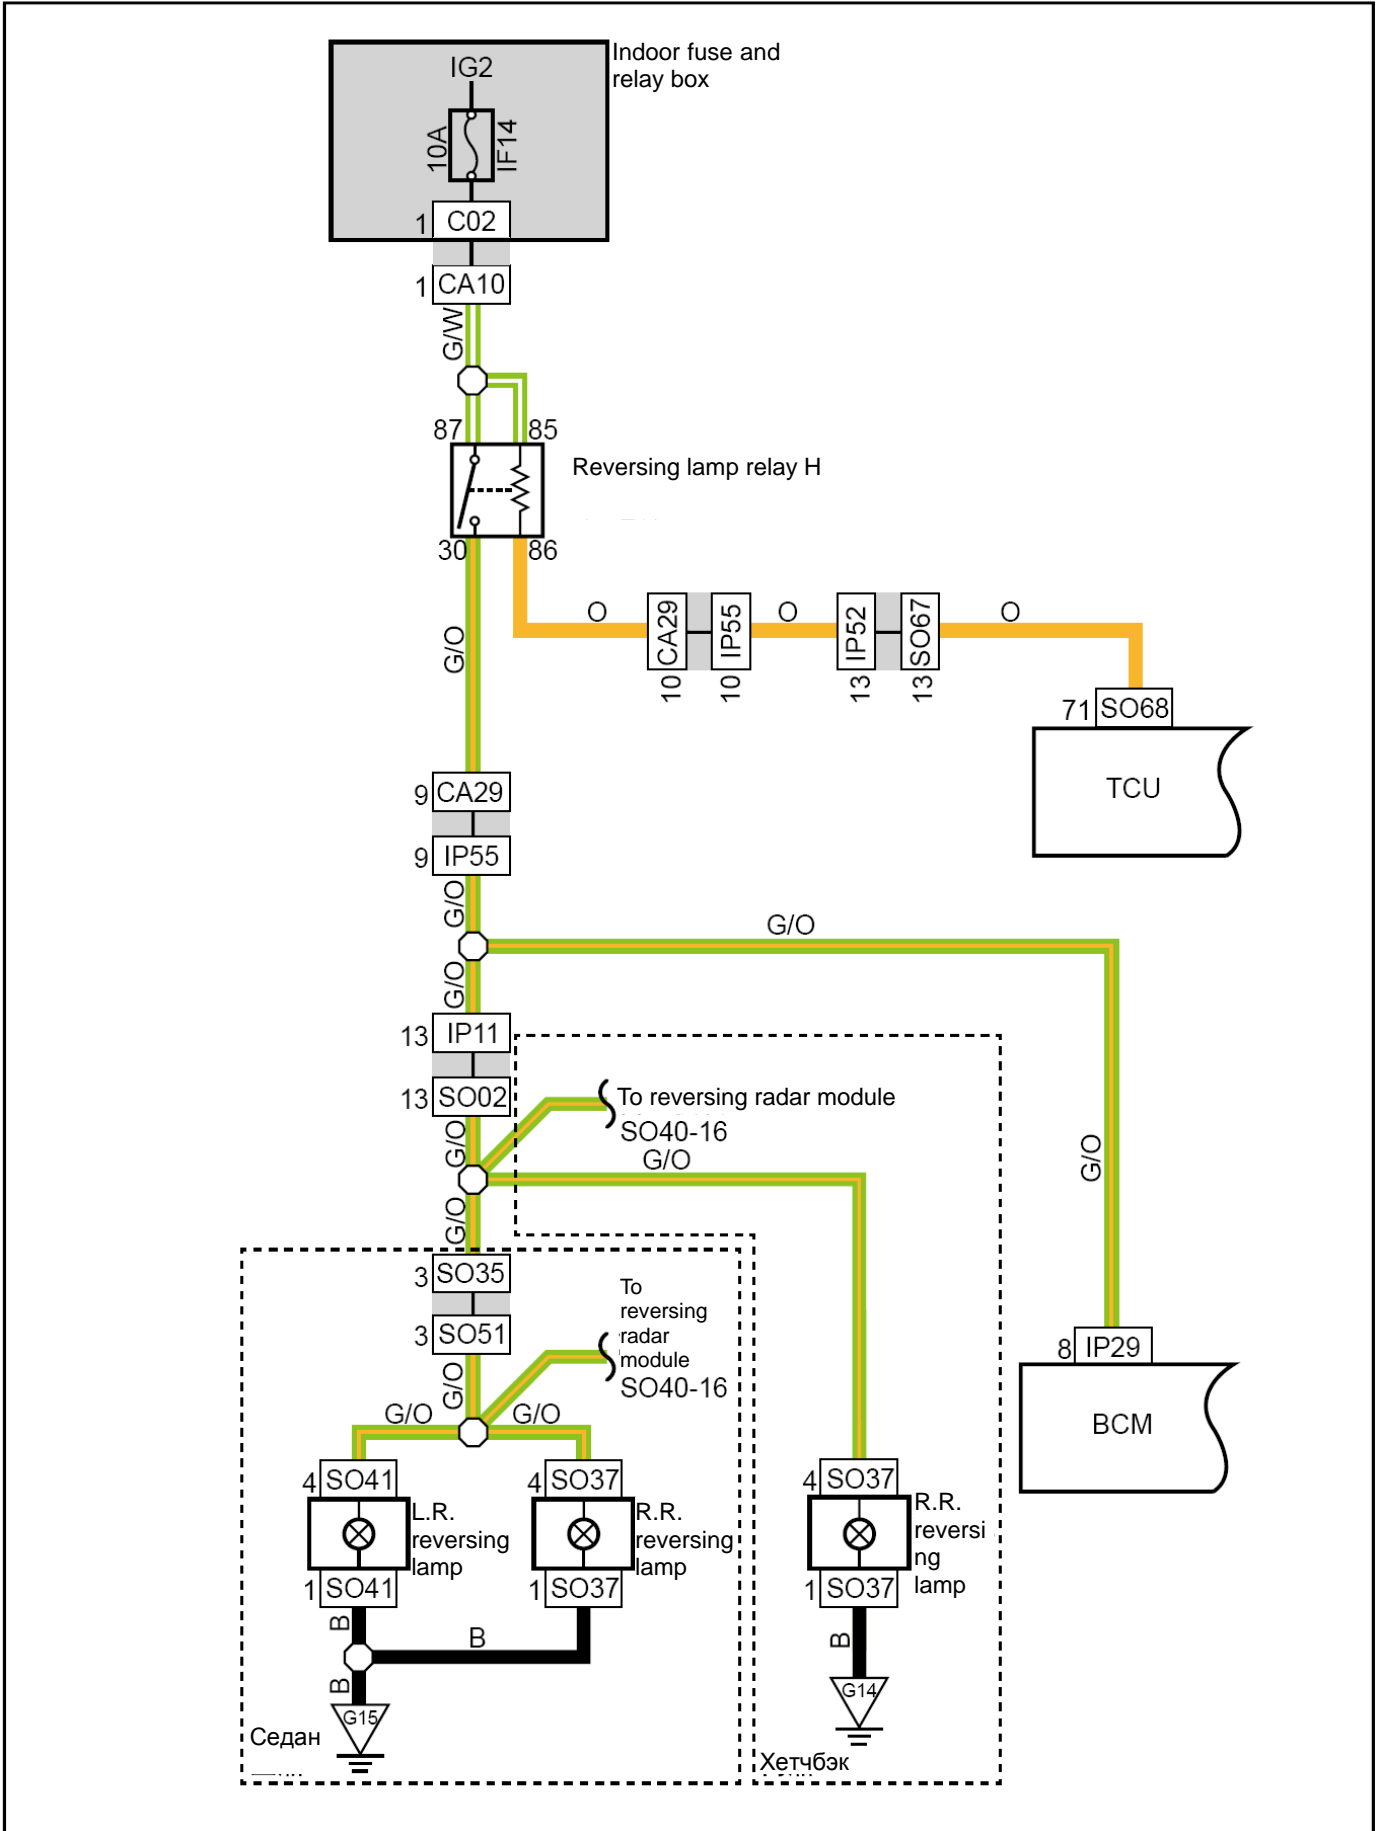 Indoor fuse and
relay box
IG2
10A
IF14
1 C02
1 CA10
G/W
87 85
Reversing lamp relay H
30 86
G/O
O
CA29
10
IP55
10
O
IP52
13
SO67
13
O
71 SO68
TCU
9 CA29
9 IP55
G/O
G/O
G/O
13 IP11
13 SO02
To reversing radar module
SO40-16
G/O
G/O
G/O
G/O
3 SO35
3 SO51
To
reversing
radar
module
SO40-16
G/O
G/O G/O
8 IP29
BCM
4 SO41
L.R.
reversing
lamp
1 SO41
4 SO37
R.R.
reversing
lamp
1 SO37
4 SO37
R.R.
reversi
ng
lamp
1 SO37
B
B
B
B
G15
G14
Седан
Хетчбэк